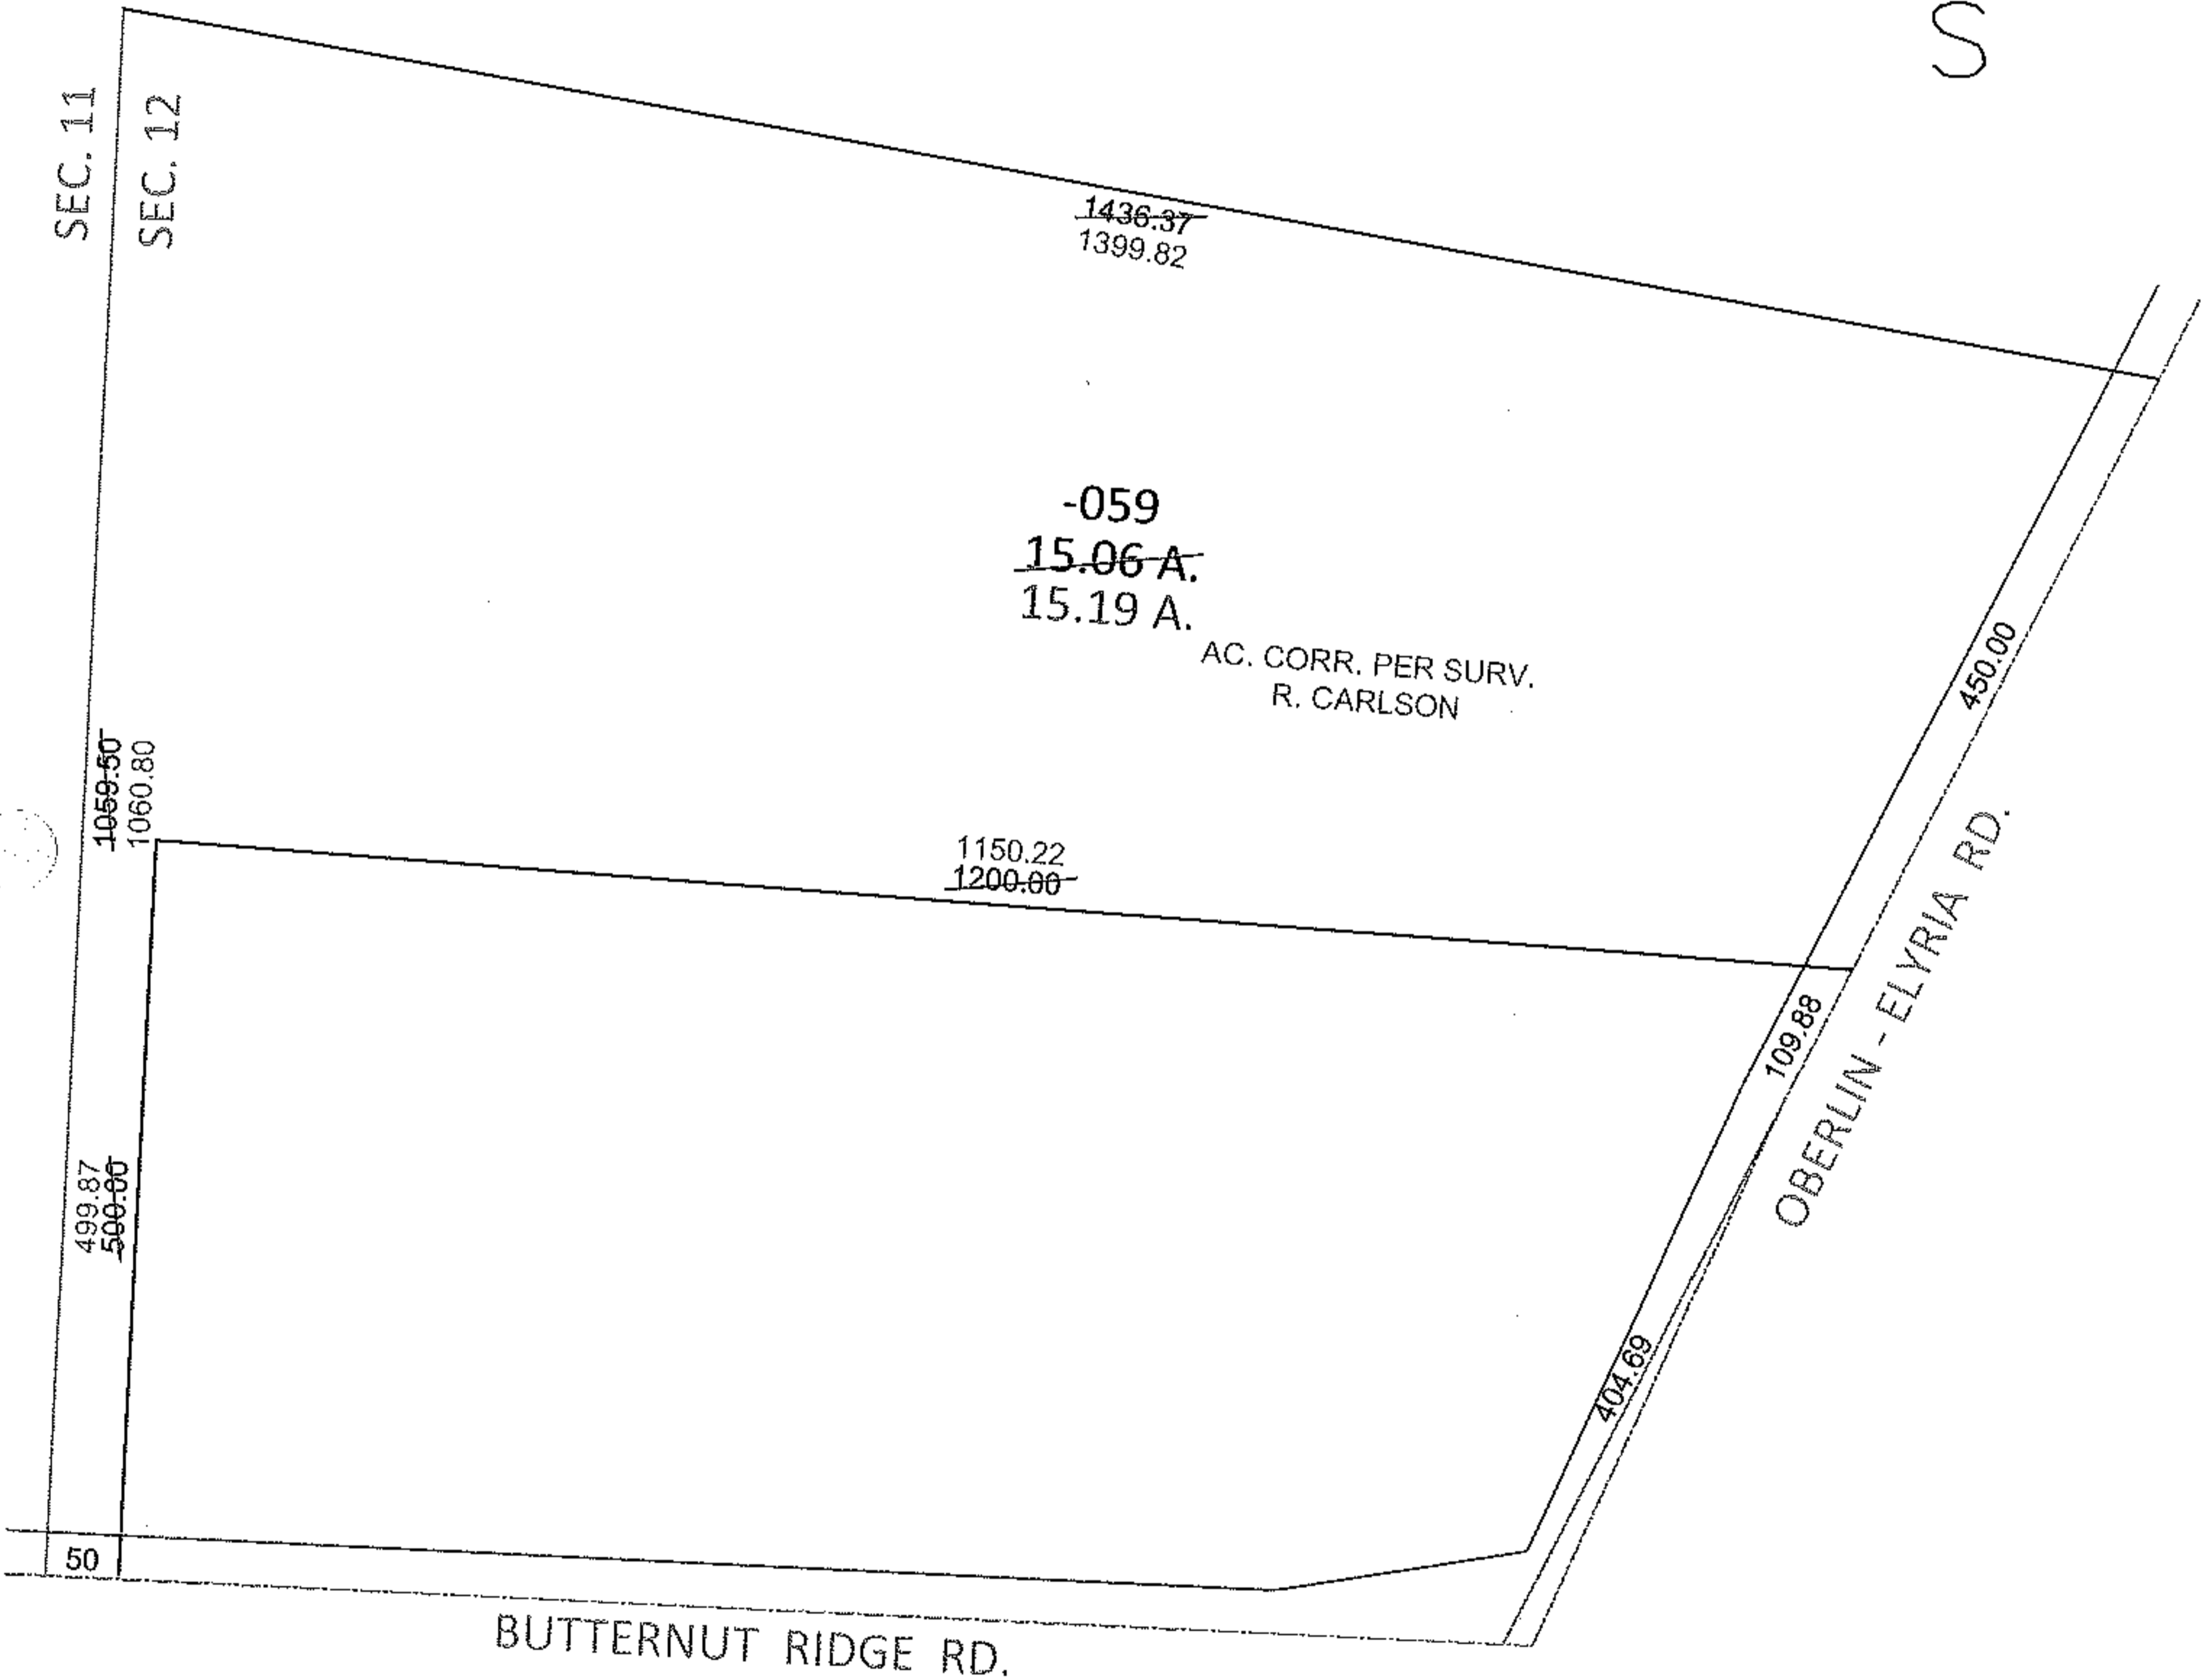 S
SEC. 11
SEC. 12
1436.37
1399.82
-059
15.06 A.
15.19 A.
AC. CORR. PER SURV.
R. CARLSON
450.00
1059.50
1060.80
1150.22
1200.00
109.88
OBERLIN - ELYRIA RD.
499.87
500.00
404.69
50
BUTTERNUT RIDGE RD.